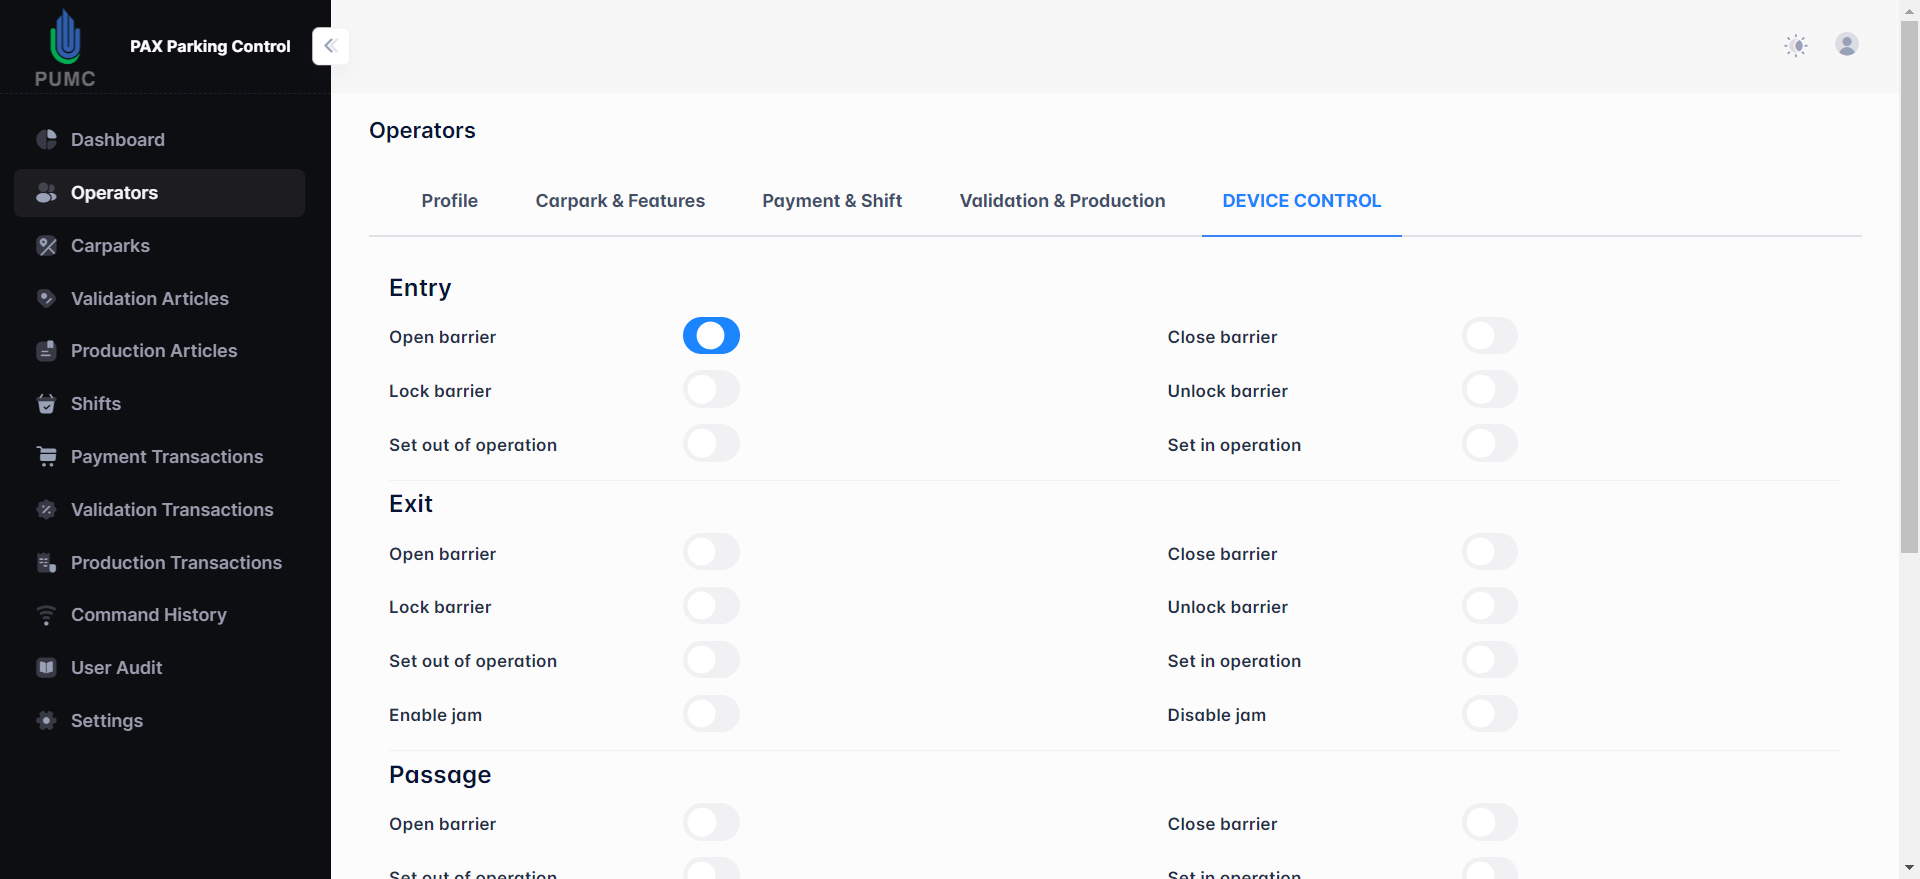 PUMC
PAX Parking Control
Dashboard
Operators
Carparks
Validation Articles
Production Articles
Shifts
Payment Transactions
Validation Transactions
Production Transactions
Command History
User Audit
Settings
Operators
Profile Carpark & Features Payment & Shift Validation & Production DEVICE CONTROL
Entry
Open barrier Close barrier
Lock barrier Unlock barrier
Set out of operation Set in operation
Exit
Open barrier Close barrier
Lock barrier Unlock barrier
Set out of operation Set in operation
Enable jam Disable jam
Passage
Open barrier Close barrier
Set out of operation Set in operation